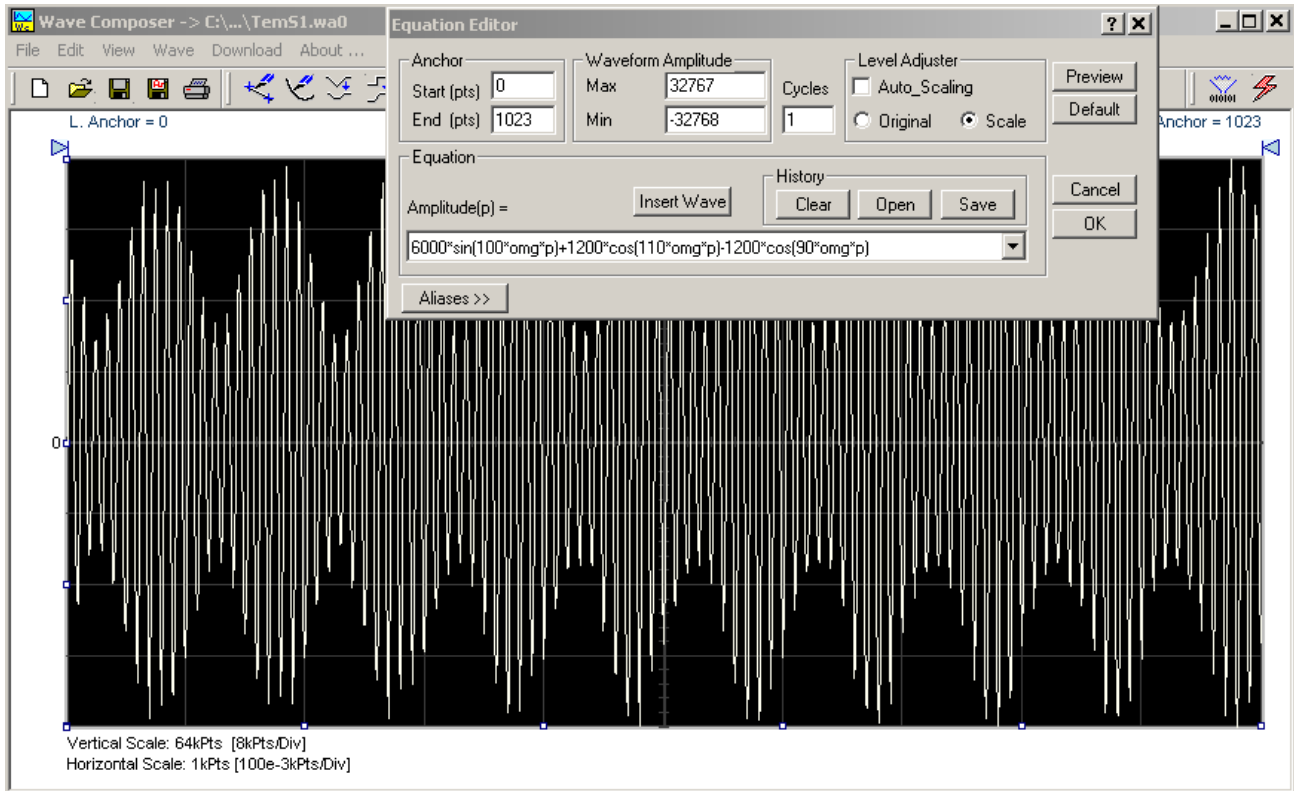 Wave Composer -> C:\...\TemS1.wa0
File Edit View Wave Download About ...
L. Anchor = 0
Anchor = 1023
Equation Editor
Anchor
Start (pts) 0
End (pts) 1023
Waveform Amplitude
Max 32767
Min -32768
Cycles
1
Level Adjuster
Auto_Scaling
Original Scale
Preview
Default
Equation
Amplitude(p) =
Insert Wave
History
Clear Open Save
Cancel
OK
6000*sin(100*omg*p)+1200*cos(110*omg*p)-1200*cos(90*omg*p)
Aliases >>
0
Vertical Scale: 64kPts [8kPts/Div]
Horizontal Scale: 1kPts [100e-3kPts/Div]